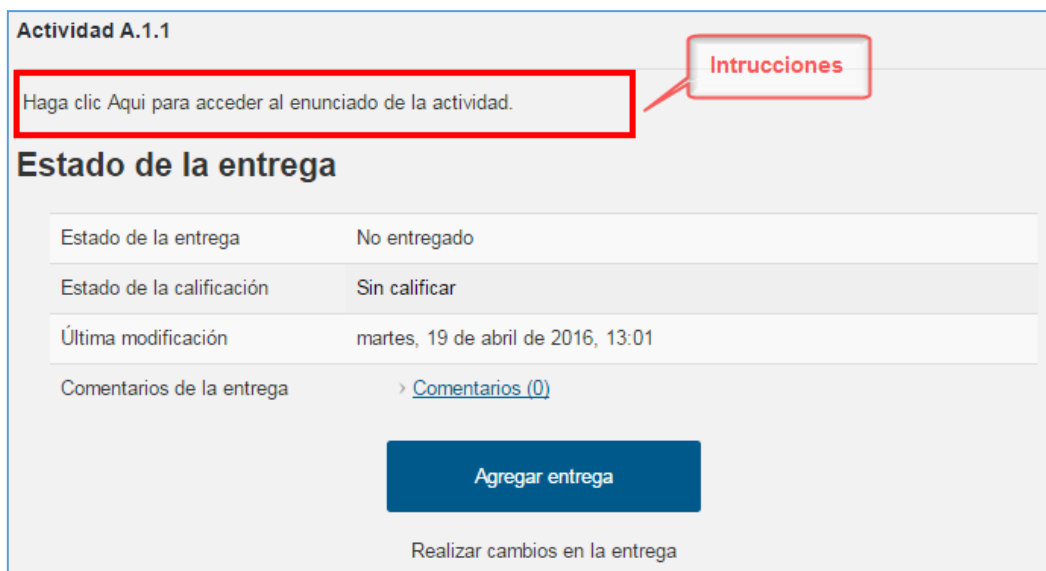 Actividad A.1.1
Intrucciones
Haga clic Aqui para acceder al enunciado de la actividad.
Estado de la entrega
Estado de la entrega No entregado
Estado de la calificación Sin calificar
Última modificación martes, 19 de abril de 2016, 13:01
Comentarios de la entrega › Comentarios (0)
Agregar entrega
Realizar cambios en la entrega